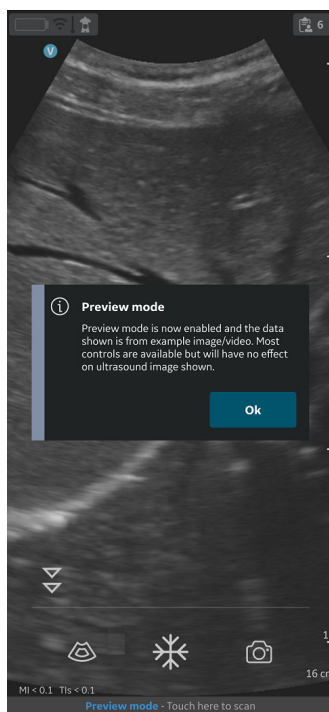 6
V
Preview mode
Preview mode is now enabled and the data
shown is from example image/video. Most
controls are available but will have no effect
on ultrasound image shown.
Ok
1
16 cm
MI < 0.1 TIs < 0.1
Preview mode - Touch here to scan